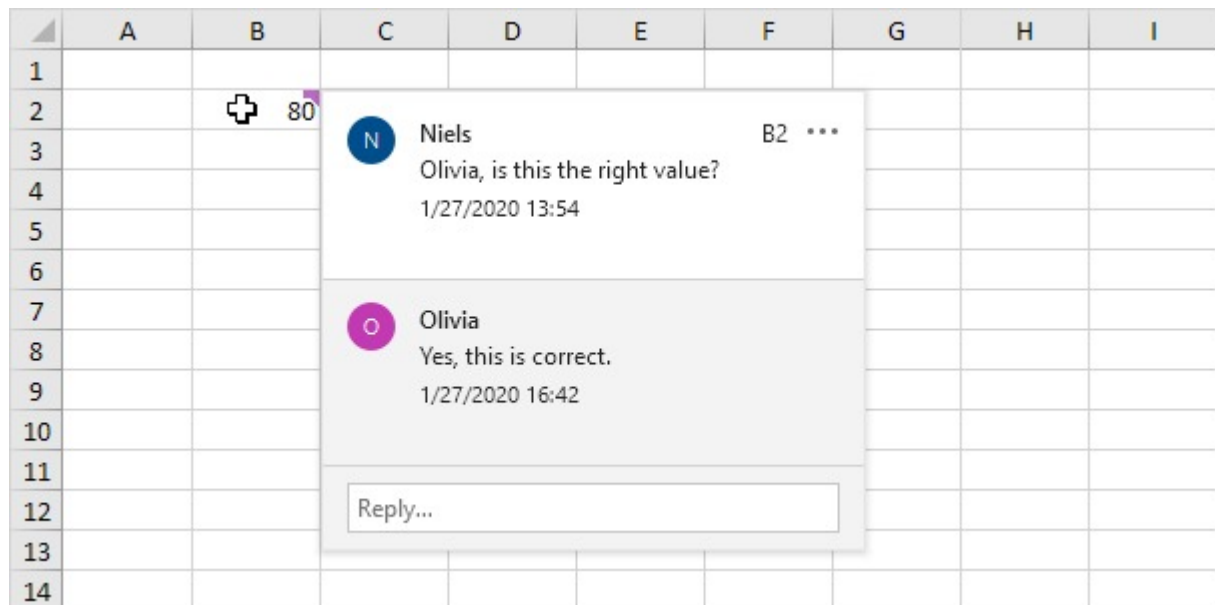 A B C D E F G H I
1
2 80
N Niels B2 •••
3
Olivia, is this the right value?
4
1/27/2020 13:54
5
6
7
O Olivia
8
Yes, this is correct.
9
1/27/2020 16:42
10
11
12 Reply...
13
14